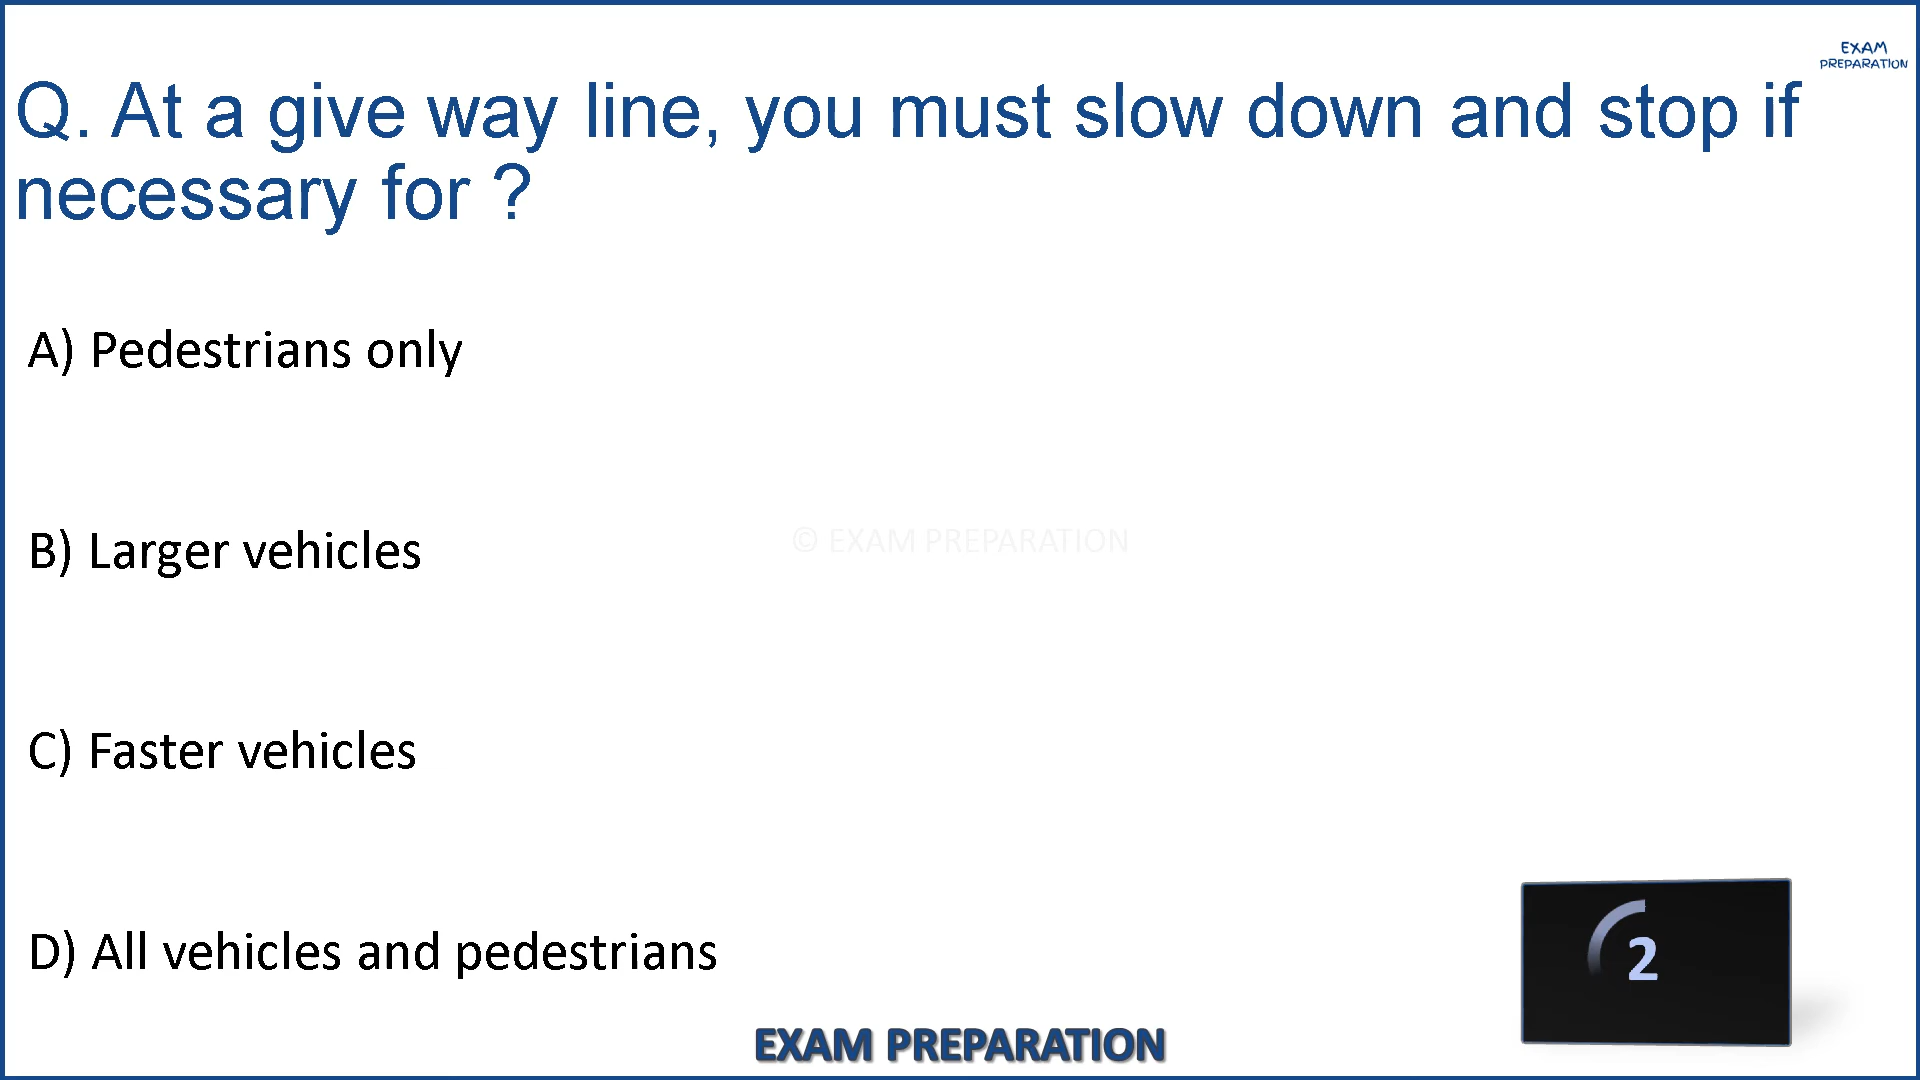 EXAM
PREPARATION
Q. At a give way line, you must slow down and stop if
necessary for ?
A) Pedestrians only
B) Larger vehicles
© EXAM PREPARATION
C) Faster vehicles
D) All vehicles and pedestrians
2
EXAM PREPARATION